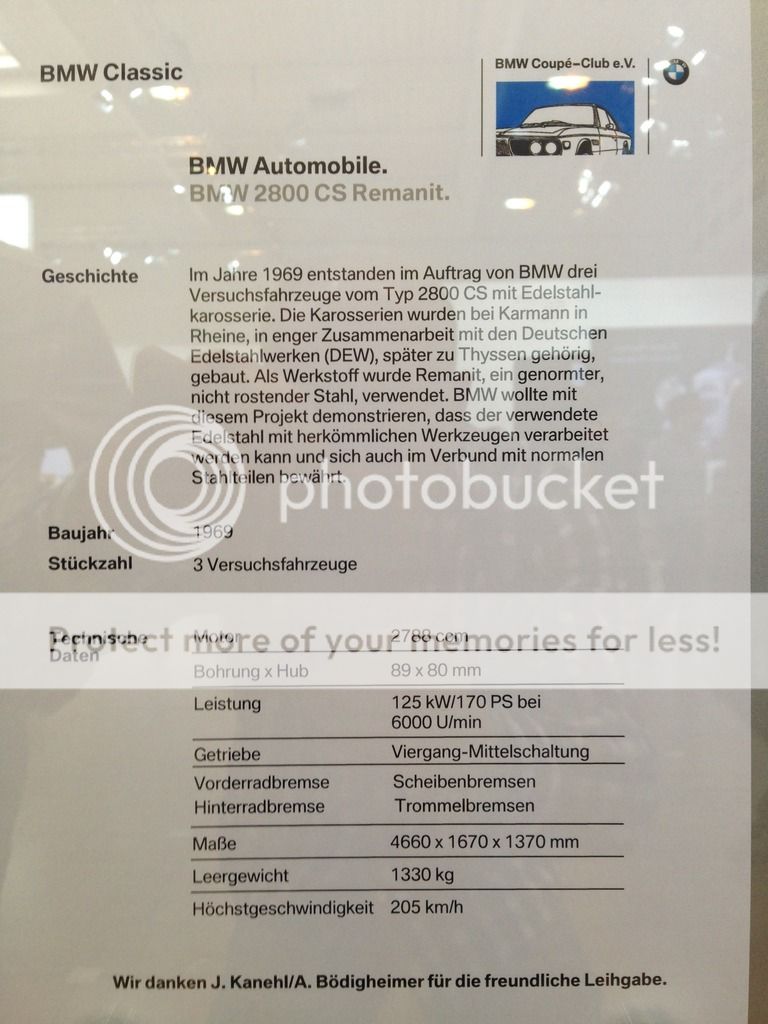 BMW Classic
BMW Coupé-Club e.V.
BMW Automobile.
BMW 2800 CS Remanit.
Geschichte
Im Jahre 1969 entstanden im Auftrag von BMW drei
Versuchsfahrzeuge vom Typ 2800 CS mit Edelstahl-
karosserie. Die Karosserien wurden bei Karmann in
Rheine, in enger Zusammenarbeit mit den Deutschen
Edelstahlwerken (DEW), später zu Thyssen gehörig,
gebaut. Als Werkstoff wurde Remanit, ein genormter,
nicht rostender Stahl, verwendet. BMW wollte mit
diesem Projekt demonstrieren, dass der verwendete
Edelstahl mit herkömmlichen Werkzeugen verarbeitet
werden kann und sich auch im Verbund mit normalen
Stahlteilen bewährt.
photobucket
Baujahr 1969
Stückzahl 3 Versuchsfahrzeuge
Protect more of your memories for less!
Technische Daten
Motor 2788 ccm
Bohrung x Hub 89 x 80 mm
Leistung 125 kW/170 PS bei
6000 U/min
Getriebe Viergang-Mittelschaltung
Vorderradbremse Scheibenbremsen
Hinterradbremse Trommelbremsen
Maße 4660 x 1670 x 1370 mm
Leergewicht 1330 kg
Höchstgeschwindigkeit 205 km/h
Wir danken J. Kanehl/A. Bödigheimer für die freundliche Leihgabe.